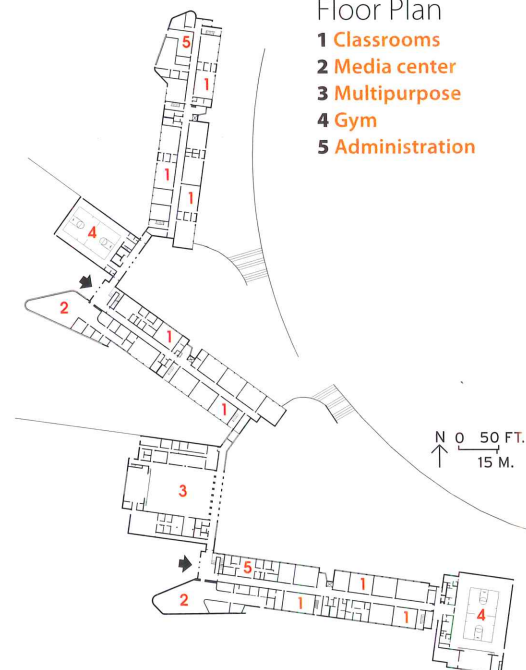 Floor Plan
1 Classrooms
2 Media center
3 Multipurpose
4 Gym
5 Administration
5
1
1
1
4
2
1
1
N 0 50 FT.
15 M.
3
5
1
2
1
1
4